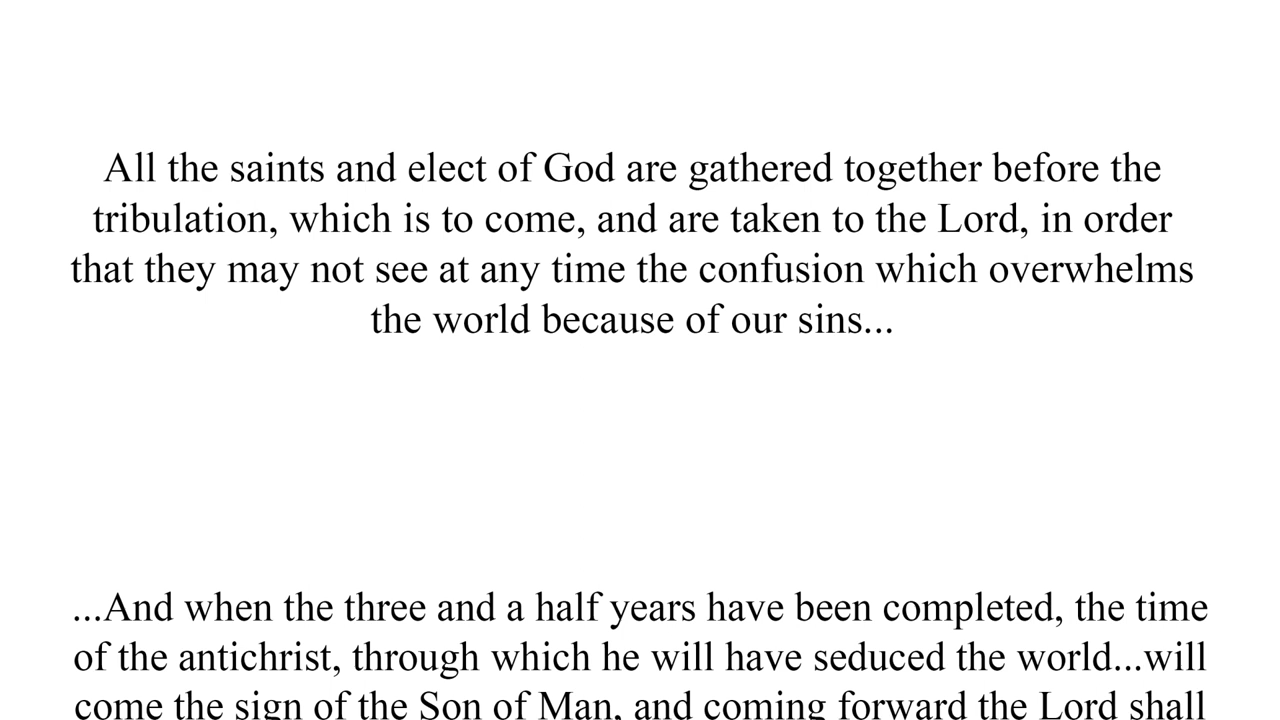 All the saints and elect of God are gathered together before the
tribulation, which is to come, and are taken to the Lord, in order
that they may not see at any time the confusion which overwhelms
the world because of our sins...
...And when the three and a half years have been completed, the time
of the antichrist, through which he will have seduced the world...will
come the sign of the Son of Man, and coming forward the Lord shall